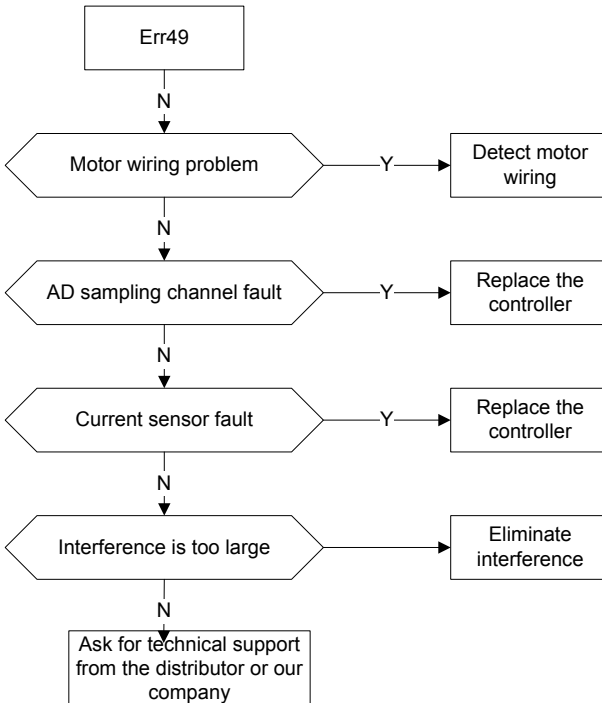 Err49
N
Motor wiring problem
Y
Detect motor
wiring
N
AD sampling channel fault
Y
Replace the
controller
N
Current sensor fault
Y
Replace the
controller
N
Interference is too large
Eliminate
interference
N
Ask for technical support
from the distributor or our
company